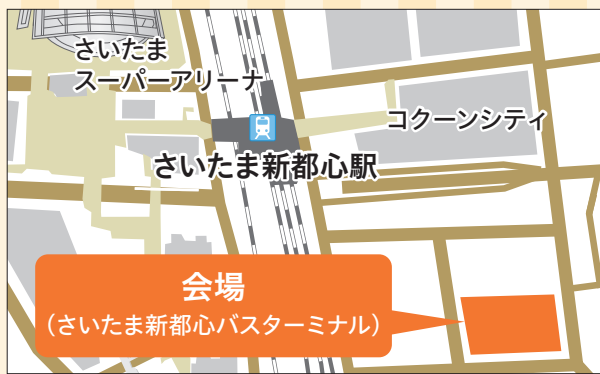 さいたま
スーパーアリーナ
コクーンシティ
さいたま新都心駅
会場
(さいたま新都心バスターミナル)